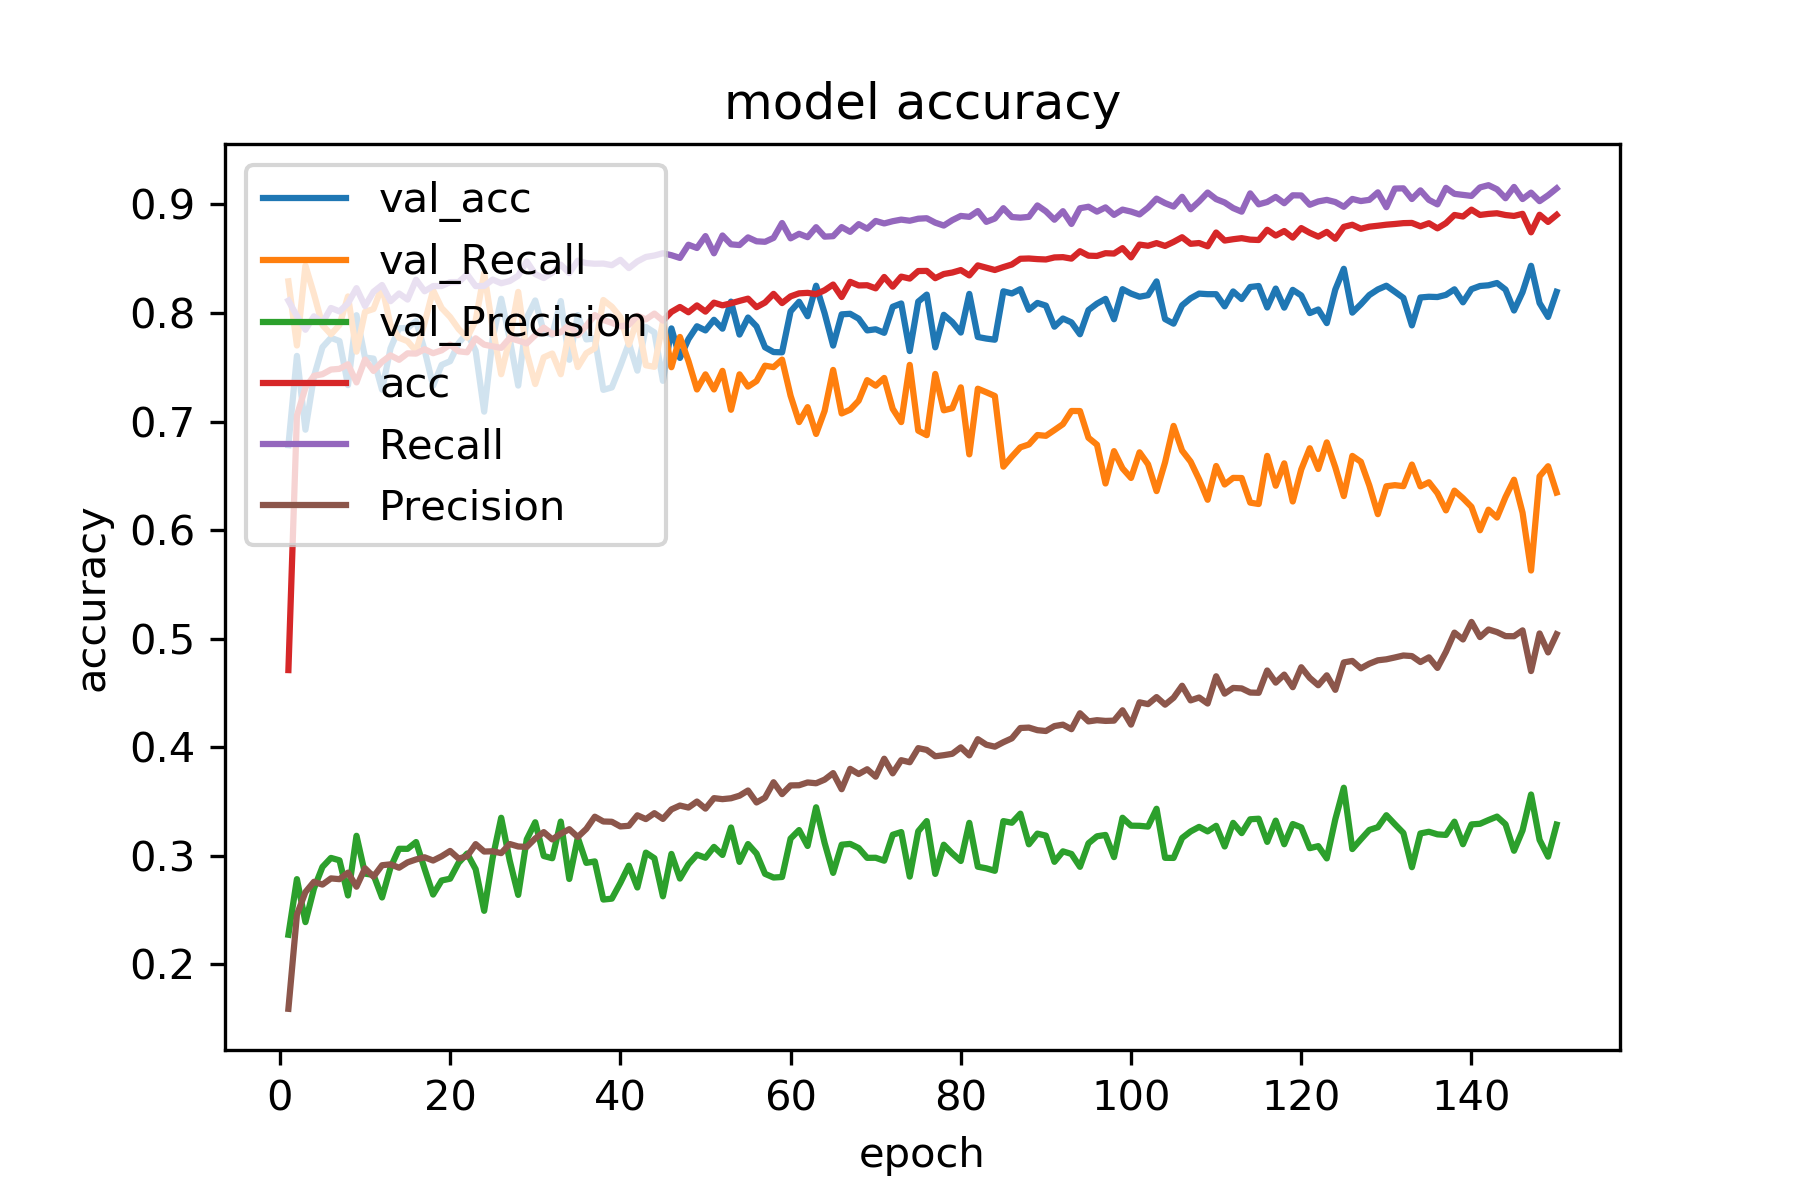 model accuracy
val_acc
val_Recall
val_Precision
acc
Recall
Precision
accuracy
0.9
0.8
0.7
0.6
0.5
0.4
0.3
0.2
0 20 40 60 80 100 120 140
epoch